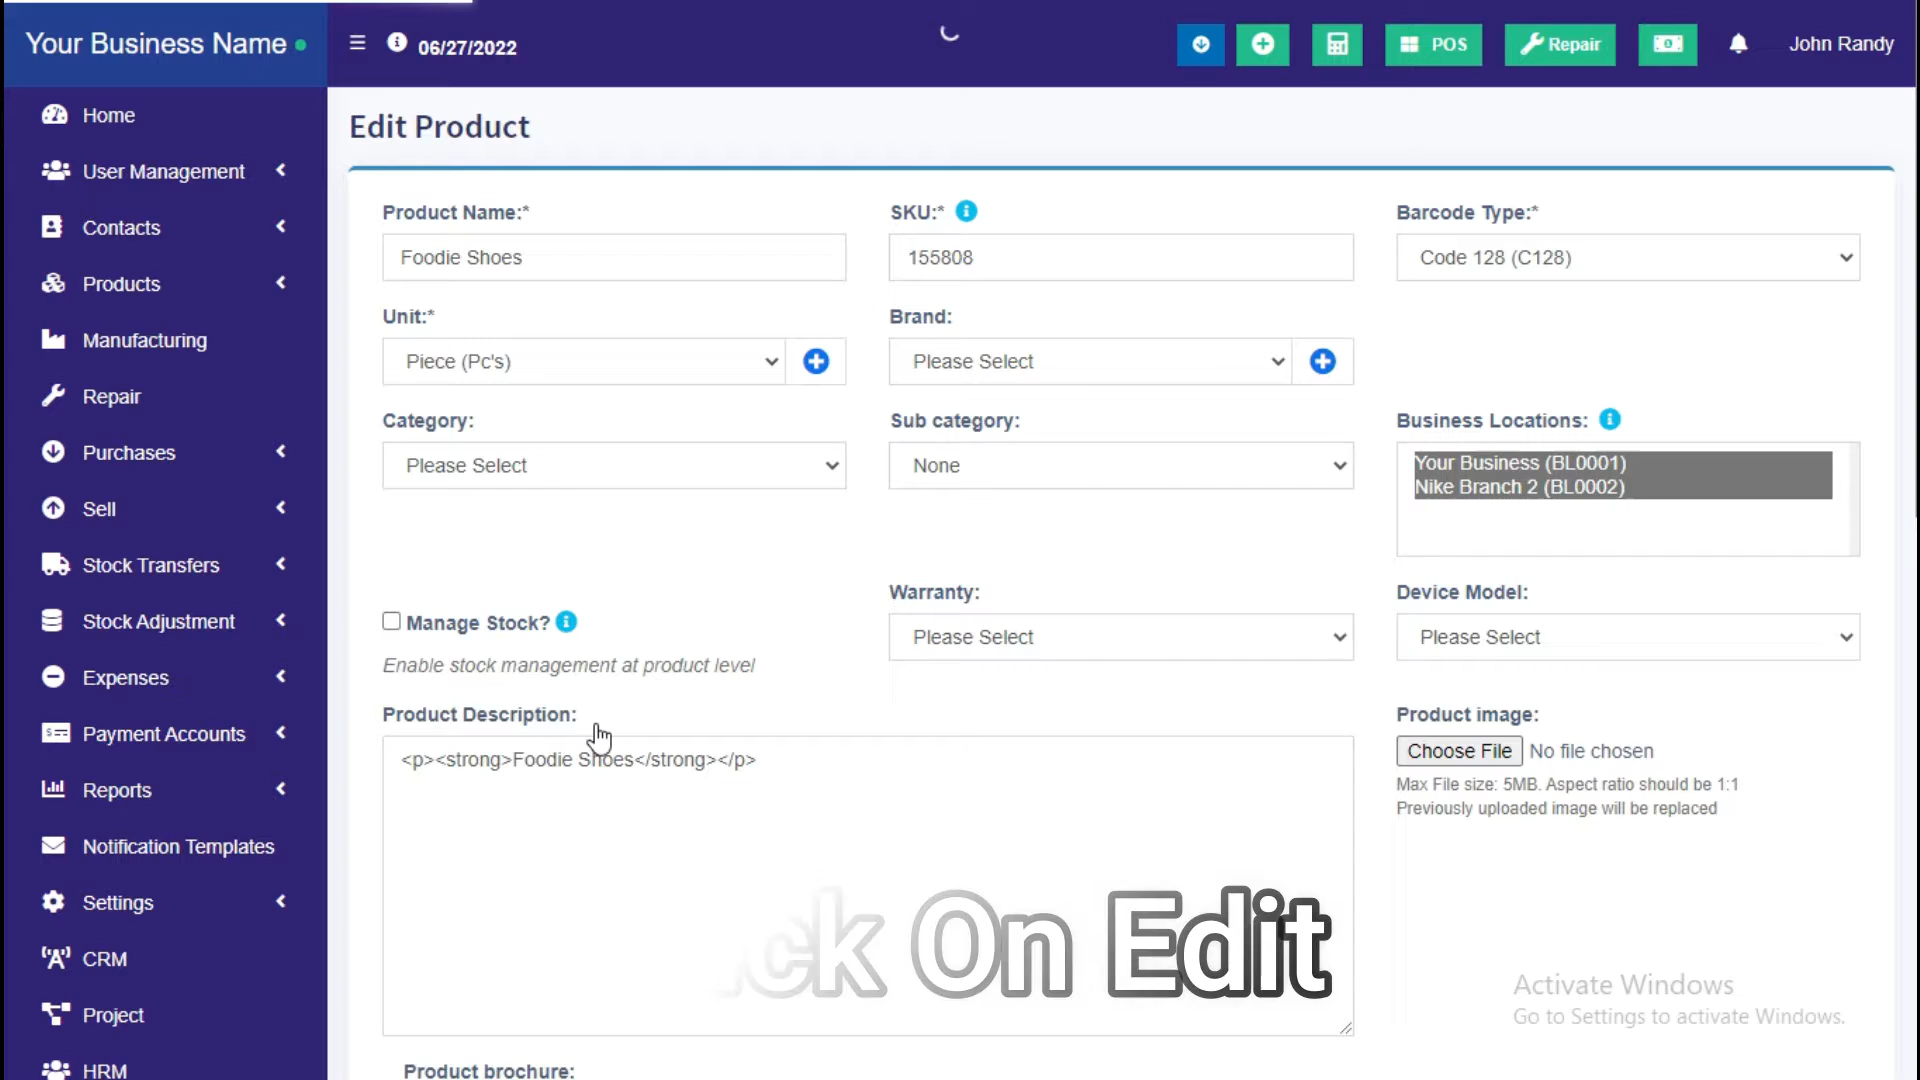 Your Business Name
06/27/2022
POS
Repair
John Randy
Home
User Management
Contacts
Products
Manufacturing
Repair
Purchases
Sell
Stock Transfers
Stock Adjustment
Expenses
Payment Accounts
Reports
Notification Templates
Settings
CRM
Project
HRM
Edit Product
Product Name:*
SKU:*
Barcode Type:*
Foodie Shoes
155808
Code 128 (C128)
Unit:*
Brand:
Piece (Pc's)
Please Select
Category:
Sub category:
Business Locations:
Please Select
None
Your Business (BL0001)
Nike Branch 2 (BL0002)
Manage Stock?
Enable stock management at product level
Warranty:
Please Select
Device Model:
Please Select
Product Description:
<p><strong>Foodie Shoes</strong></p>
Product image:
Choose File No file chosen
Max File size: 5MB. Aspect ratio should be 1:1
Previously uploaded image will be replaced
ck On Edit
Activate Windows
Go to Settings to activate Windows.
Product brochure: